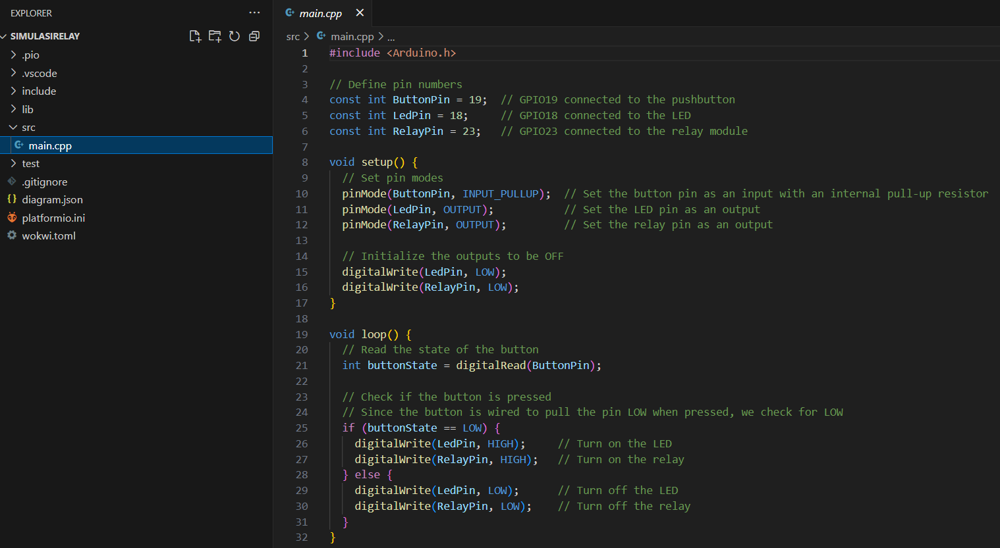 EXPLORER
SIMULASIRELAY
.pio
.vscode
include
lib
src
main.cpp
test
.gitignore
diagram.json
platformio.ini
wokwi.toml
main.cpp
src > main.cpp > ...
1 #include <Arduino.h>
2
3 // Define pin numbers
4 const int ButtonPin = 19;  // GPIO19 connected to the pushbutton
5 const int LedPin = 18;     // GPIO18 connected to the LED
6 const int RelayPin = 23;   // GPIO23 connected to the relay module
7
8 void setup() {
9   // Set pin modes
10   pinMode(ButtonPin, INPUT_PULLUP);  // Set the button pin as an input with an internal pull-up resistor
11   pinMode(LedPin, OUTPUT);           // Set the LED pin as an output
12   pinMode(RelayPin, OUTPUT);         // Set the relay pin as an output
13
14   // Initialize the outputs to be OFF
15   digitalWrite(LedPin, LOW);
16   digitalWrite(RelayPin, LOW);
17 }
18
19 void loop() {
20   // Read the state of the button
21   int buttonState = digitalRead(ButtonPin);
22
23   // Check if the button is pressed
24   // Since the button is wired to pull the pin LOW when pressed, we check for LOW
25   if (buttonState == LOW) {
26     digitalWrite(LedPin, HIGH);     // Turn on the LED
27     digitalWrite(RelayPin, HIGH);   // Turn on the relay
28   } else {
29     digitalWrite(LedPin, LOW);      // Turn off the LED
30     digitalWrite(RelayPin, LOW);    // Turn off the relay
31   }
32 }